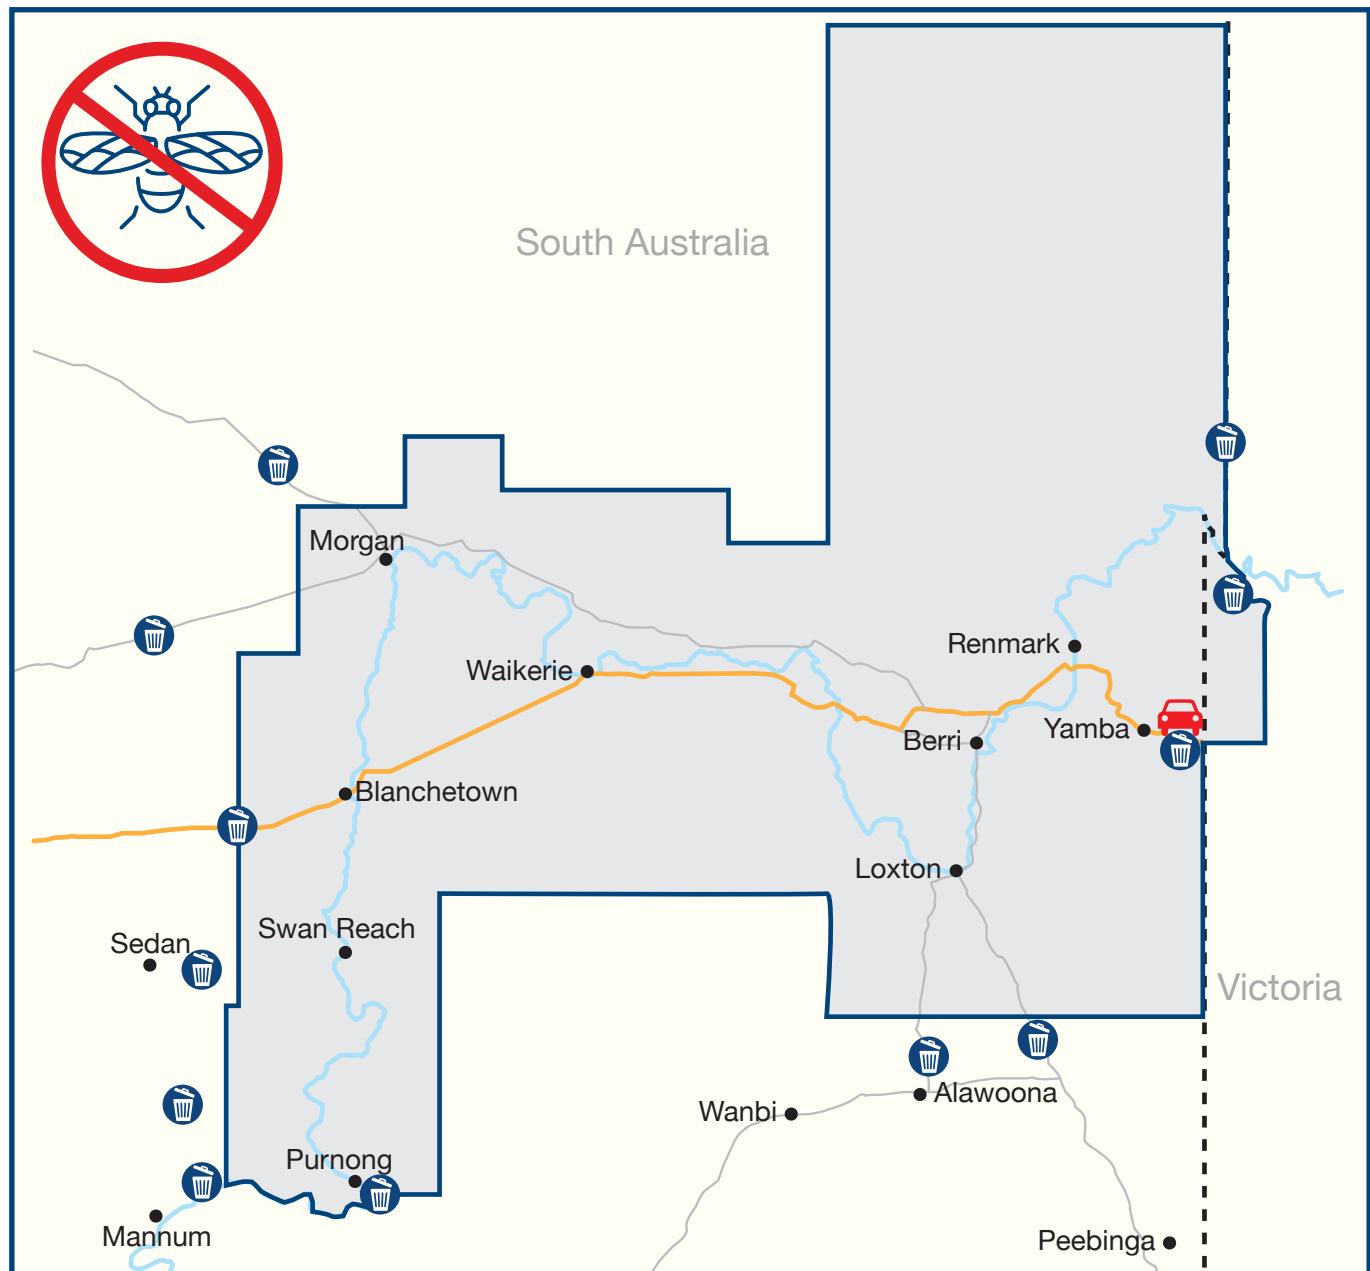 South Australia
Morgan
Renmark
Waikerie
Yamba
Berri
Blanchetown
Loxton
Swan Reach
Sedan
Victoria
Alawoona
Wanbi
Purnong
Mannum
Peebinga